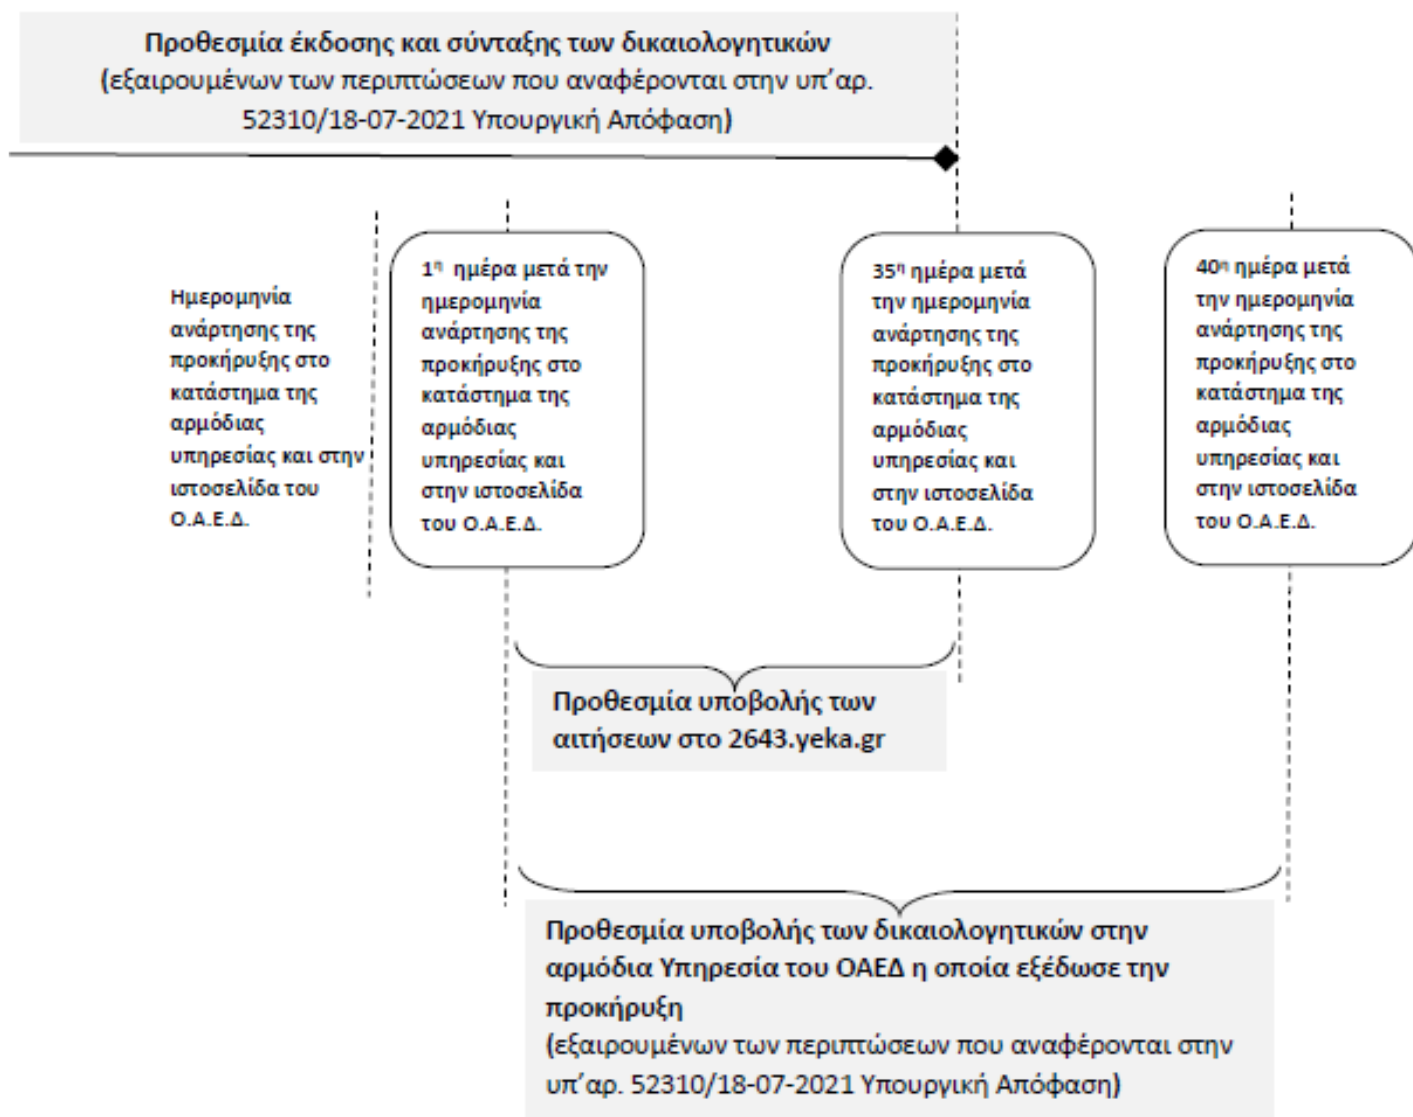 Προθεσμία έκδοσης και σύνταξης των δικαιολογητικών
(εξαιρουμένων των περιπτώσεων που αναφέρονται στην υπ’αρ.
52310/18-07-2021 Υπουργική Απόφαση)
Ημερομηνία
ανάρτησης της
προκήρυξης στο
κατάστημα της
αρμόδιας
υπηρεσίας και στην
ιστοσελίδα του
Ο.Α.Ε.Δ.
1η ημέρα μετά την
ημερομηνία
ανάρτησης της
προκήρυξης στο
κατάστημα της
αρμόδιας
υπηρεσίας και
στην ιστοσελίδα
του Ο.Α.Ε.Δ.
35η ημέρα μετά
την ημερομηνία
ανάρτησης της
προκήρυξης στο
κατάστημα της
αρμόδιας
υπηρεσίας και
στην ιστοσελίδα
του Ο.Α.Ε.Δ.
40η ημέρα μετά
την ημερομηνία
ανάρτησης της
προκήρυξης στο
κατάστημα της
αρμόδιας
υπηρεσίας και
στην ιστοσελίδα
του Ο.Α.Ε.Δ.
Προθεσμία υποβολής των
αιτήσεων στο 2643.yeka.gr
Προθεσμία υποβολής των δικαιολογητικών στην
αρμόδια Υπηρεσία του ΟΑΕΔ η οποία εξέδωσε την
προκήρυξη
(εξαιρουμένων των περιπτώσεων που αναφέρονται στην
υπ’αρ. 52310/18-07-2021 Υπουργική Απόφαση)